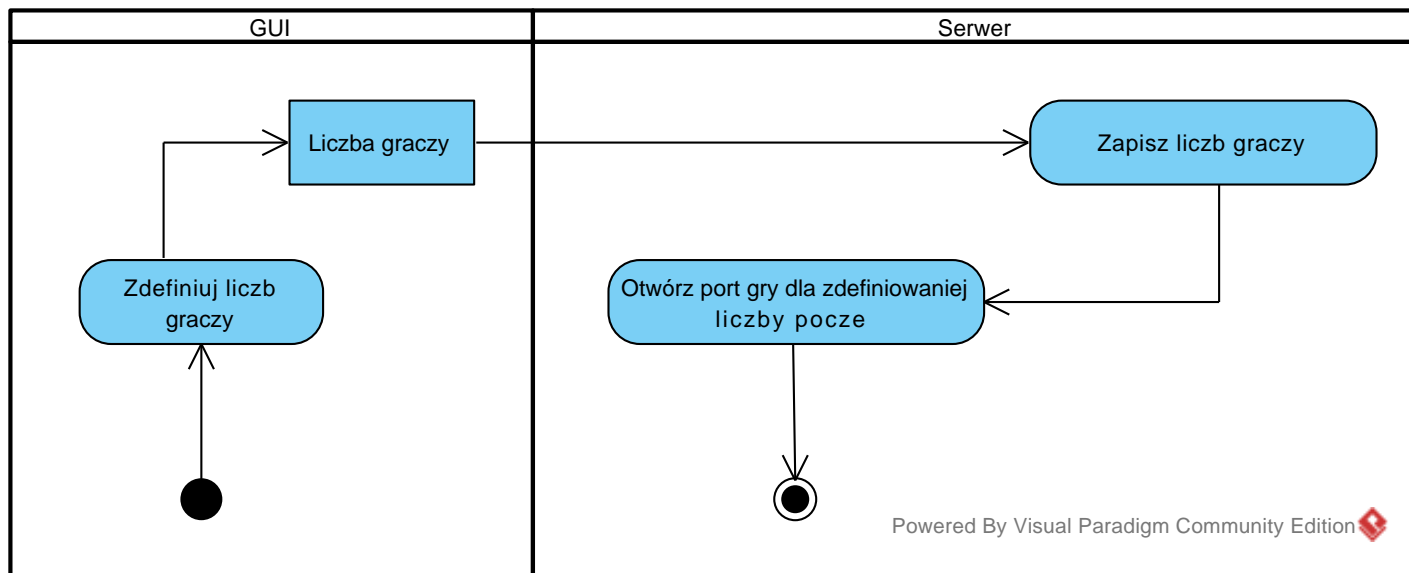 GUI
Serwer
Liczba graczy
Zapisz liczb graczy
Zdefiniuj liczb
graczy
Otwórz port gry dla zdefiniowaniej
liczby pocze
Powered By Visual Paradigm Community Edition